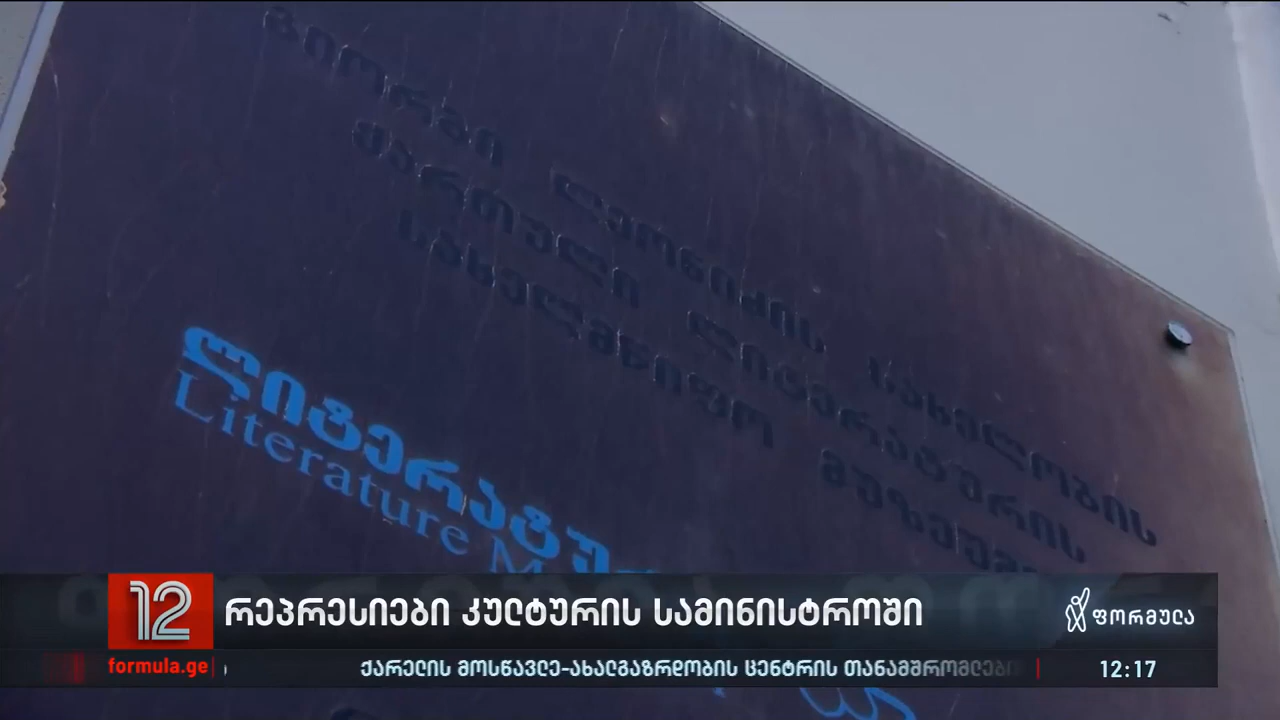 გიორგი ლეონიძის სახელობის
ქართული ლიტერატურის
სახელმწიფო მუზეუმი
ლიტერატურ
Literature M
12
რეპრესიები კულტურის სამინისტროში
ფორმულა
formula.ge
ქარელის მოსწავლე-ახალგაზრდობის ცენტრის თანამშრომლები
12:17